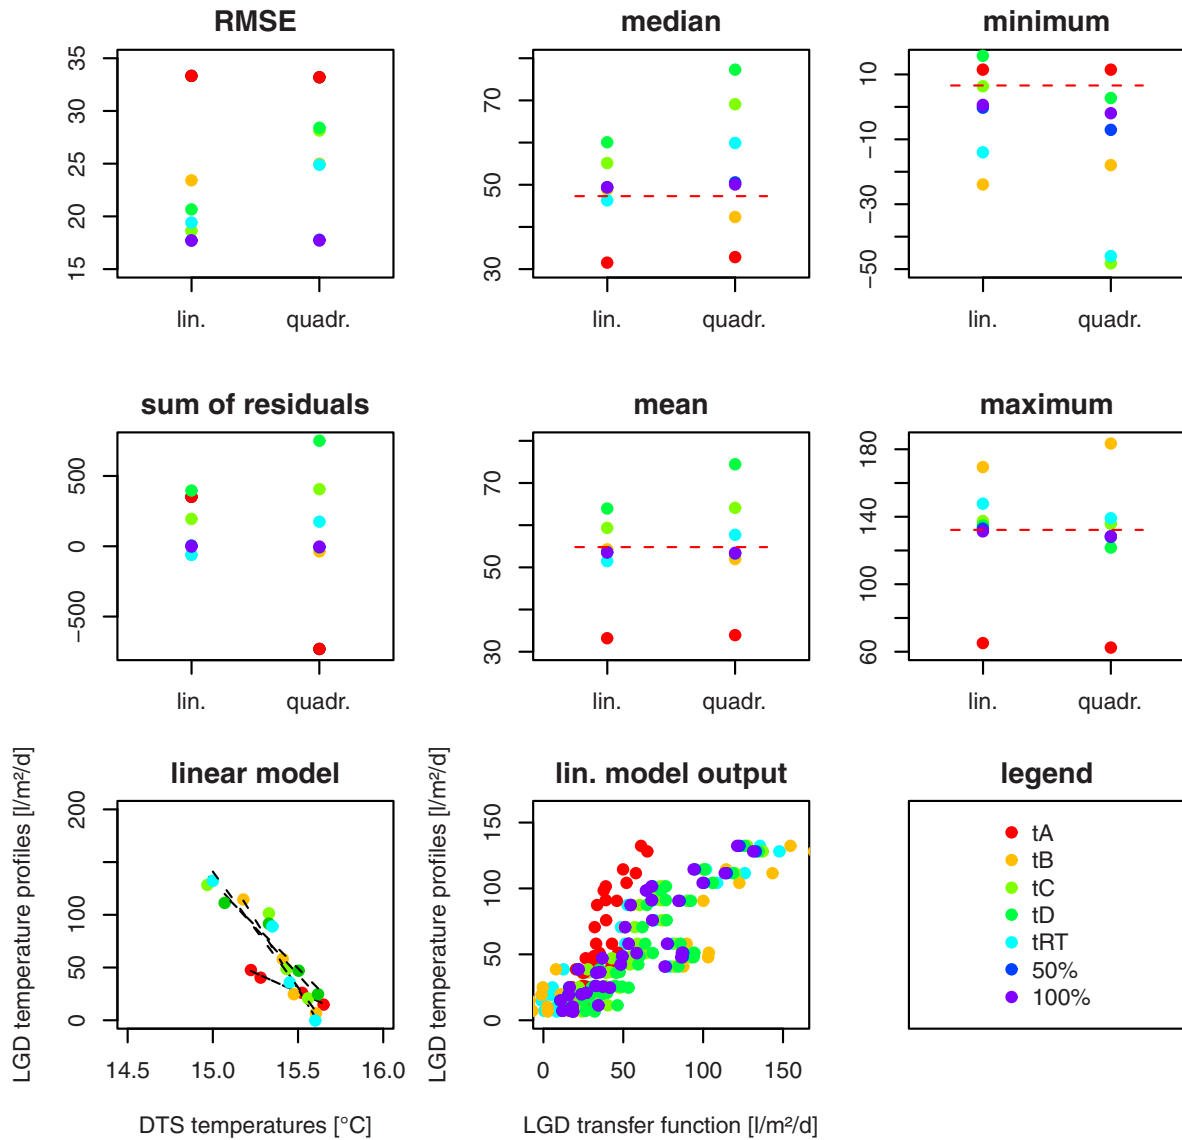 RMSE
median
minimum
35
30
25
20
15
70
50
30
10
−10
−30
−50
lin.
quadr.
lin.
quadr.
lin.
quadr.
sum of residuals
mean
maximum
500
0
−500
70
50
30
180
140
100
60
lin.
quadr.
lin.
quadr.
lin.
quadr.
LGD temperature profiles [l/m²/d]
linear model
200
100
50
0
14.5
15.0
15.5
16.0
DTS temperatures [°C]
LGD temperature profiles [l/m²/d]
lin. model output
150
100
50
0
0
50
100
150
LGD transfer function [l/m²/d]
legend
tA
tB
tC
tD
tRT
50%
100%